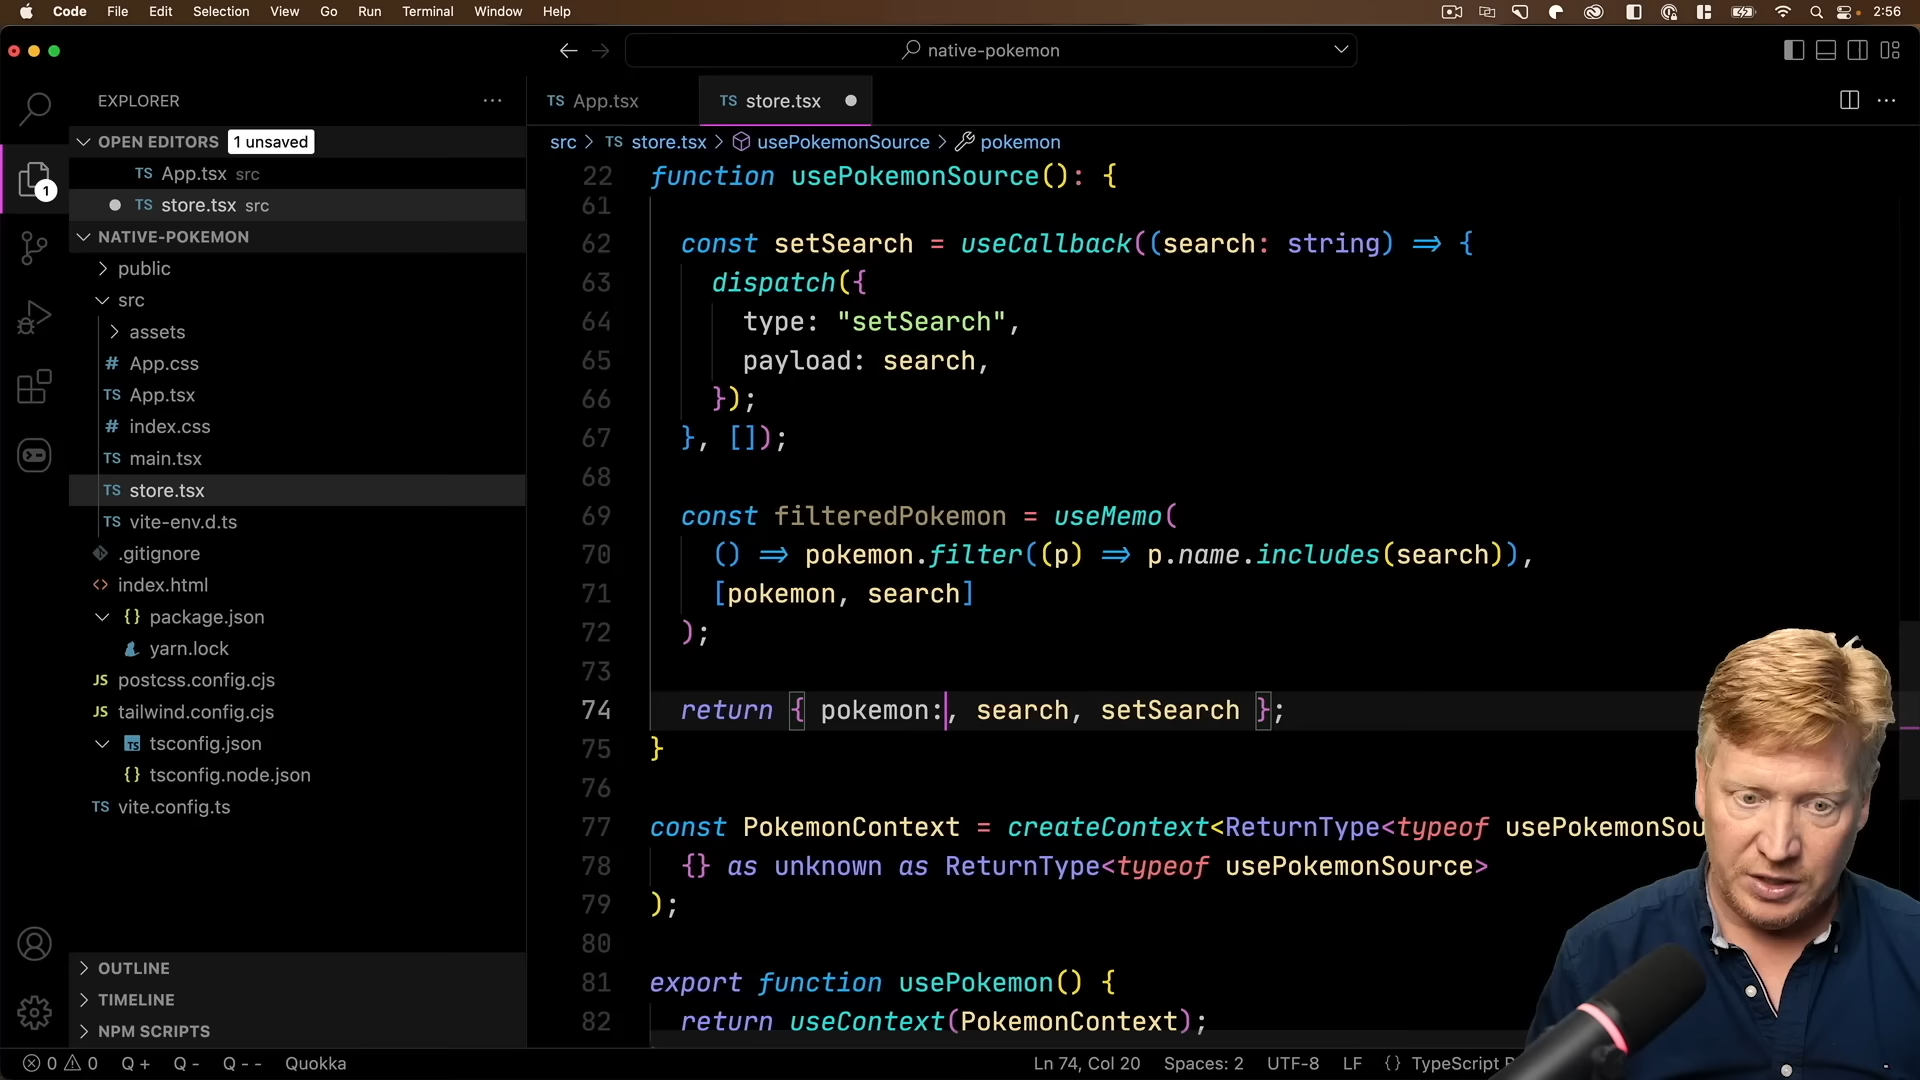 Code File Edit Selection View Go Run Terminal Window Help 2:56
native-pokemon
EXPLORER
OPEN EDITORS 1 unsaved
TS App.tsx src
TS store.tsx src
1
NATIVE-POKEMON
public
src
assets
# App.css
TS App.tsx
# index.css
TS main.tsx
TS store.tsx
TS vite-env.d.ts
.gitignore
<> index.html
{} package.json
yarn.lock
JS postcss.config.cjs
JS tailwind.config.cjs
TS tsconfig.json
{} tsconfig.node.json
TS vite.config.ts
OUTLINE
TIMELINE
NPM SCRIPTS
TS App.tsx TS store.tsx
src > TS store.tsx > usePokemonSource > pokemon
22 function usePokemonSource(): {
61
62 const setSearch = useCallback((search: string) => {
63 dispatch({
64 type: "setSearch",
65 payload: search,
66 });
67 }, []);
68
69 const filteredPokemon = useMemo(
70 () => pokemon.filter((p) => p.name.includes(search)),
71 [pokemon, search]
72 );
73
74 return { pokemon:, search, setSearch };
75 }
76
77 const PokemonContext = createContext<ReturnType<typeof usePokemonSou
78 {} as unknown as ReturnType<typeof usePokemonSource>
79 );
80
81 export function usePokemon() {
82 return useContext(PokemonContext);
0 0 Q + Q - Q - - Quokka Ln 74, Col 20 Spaces: 2 UTF-8 LF {} TypeScript